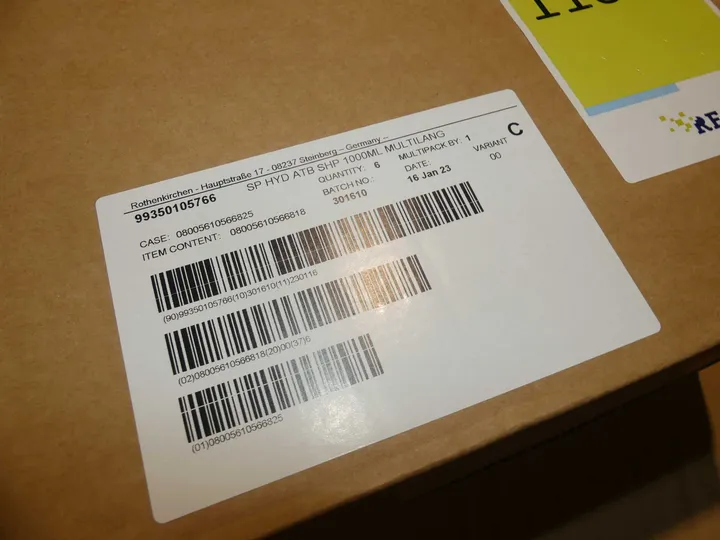 Rothenkirchen - Hauptstraße 17 - 08237 Steinberg – Germany –
99350105766 SP HYD ATB SHP 1000ML MULTILANG C
CASE: 08005610566825 QUANTITY: 6 MULTIPACK BY: 1 VARIANT
ITEM CONTENT: 08005610566818 BATCH NO.: DATE: 00
301610 16 Jan 23
(90)99350105766(10)301610(11)230116
(02)08005610566818(20)00(37)6
(01)08005610566825